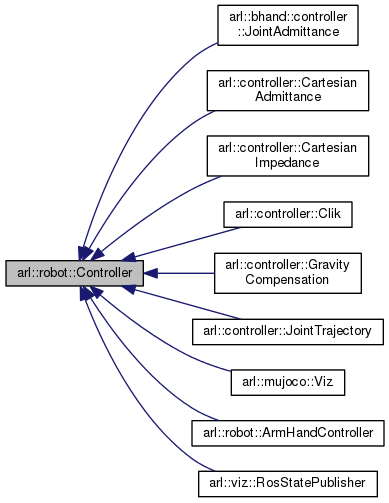 arl::bhand::controller
::JointAdmittance
arl::controller::Cartesian
Admittance
arl::controller::Cartesian
Impedance
arl::controller::Clik
arl::robot::Controller
arl::controller::Gravity
Compensation
arl::controller::JointTrajectory
arl::mujoco::Viz
arl::robot::ArmHandController
arl::viz::RosStatePublisher